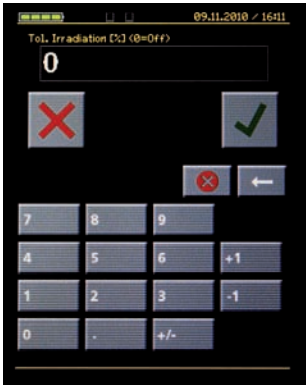 09.11.2010 / 16:11
Tol. Irradiation [%] (0=Off)
0
7 8 9
4 5 6 +1
1 2 3 -1
0 . +/-